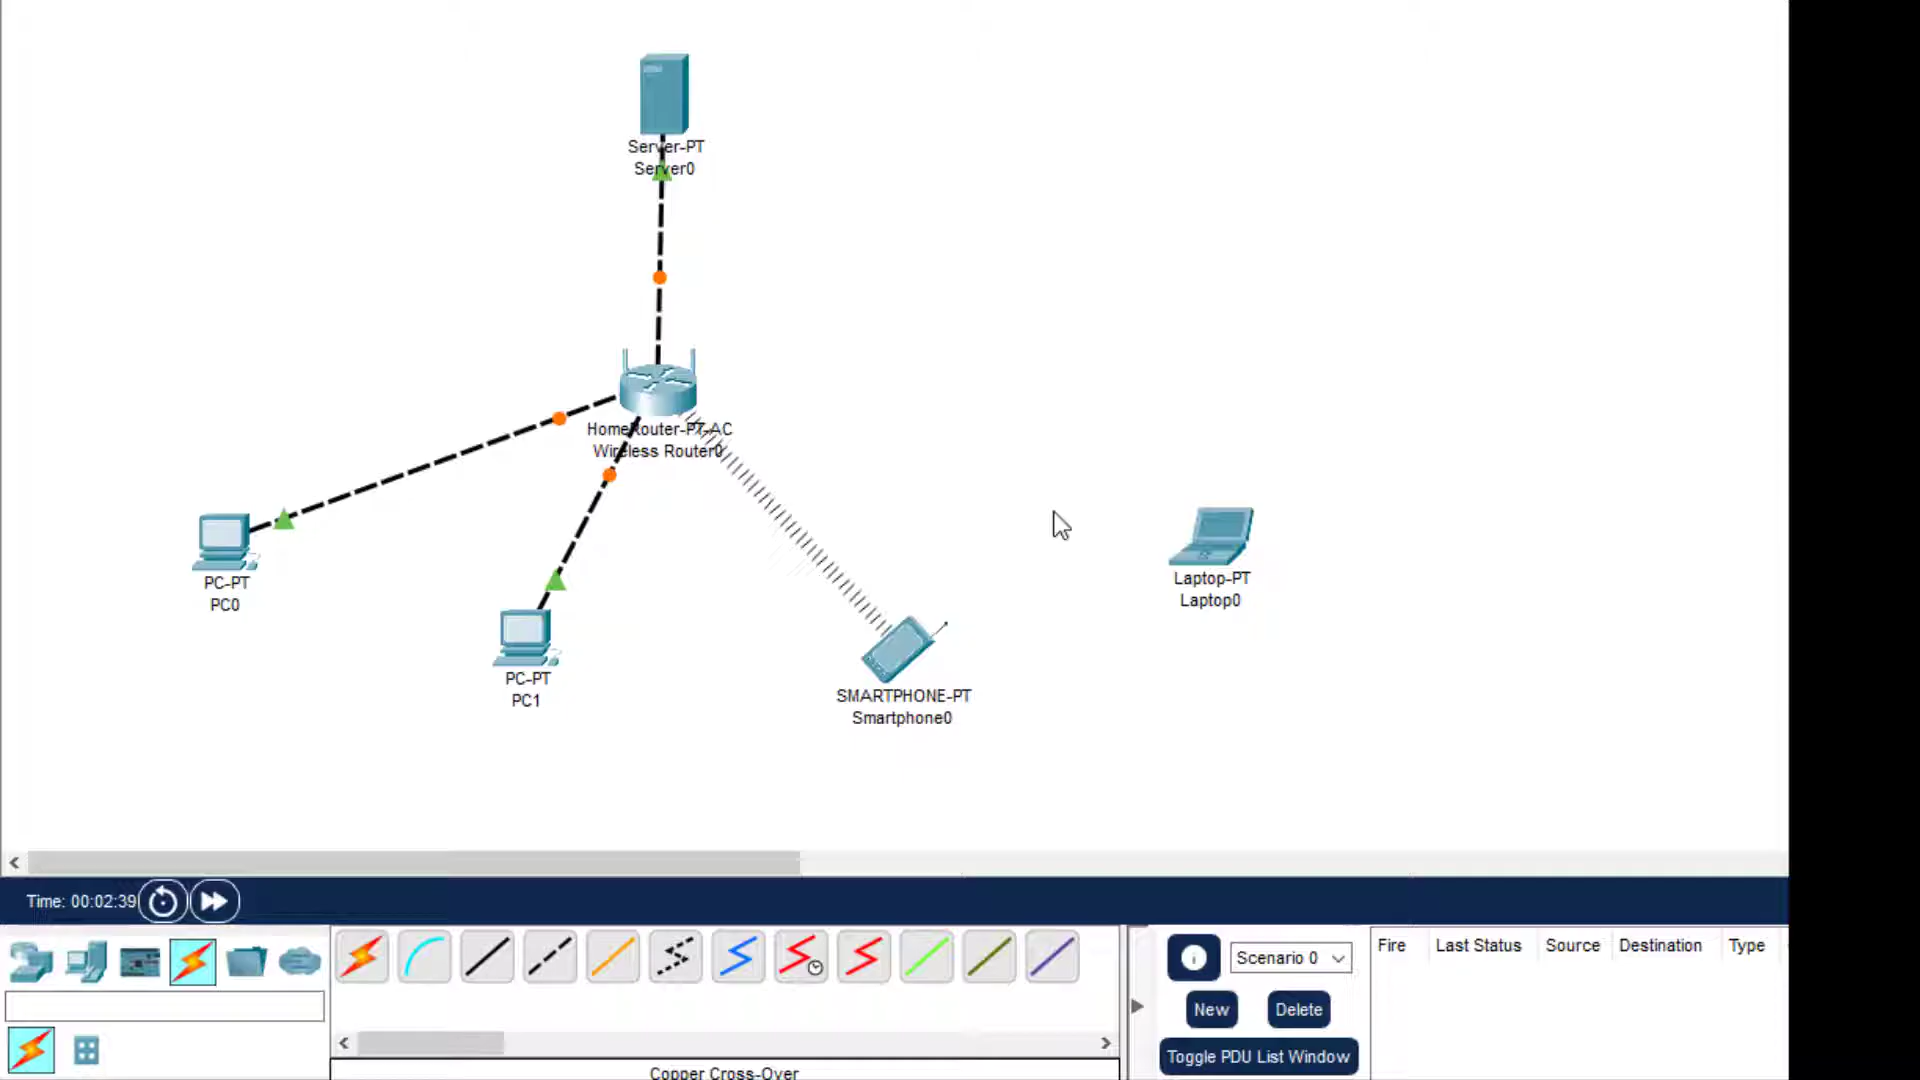 Server-PT
Server0
HomeRouter-PT-AC
Wireless Router0
PC-PT
PC0
PC-PT
PC1
SMARTPHONE-PT
Smartphone0
Laptop-PT
Laptop0
Time: 00:02:39
Scenario 0
Fire Last Status Source Destination Type
New Delete
Toggle PDU List Window
Copper Cross-Over